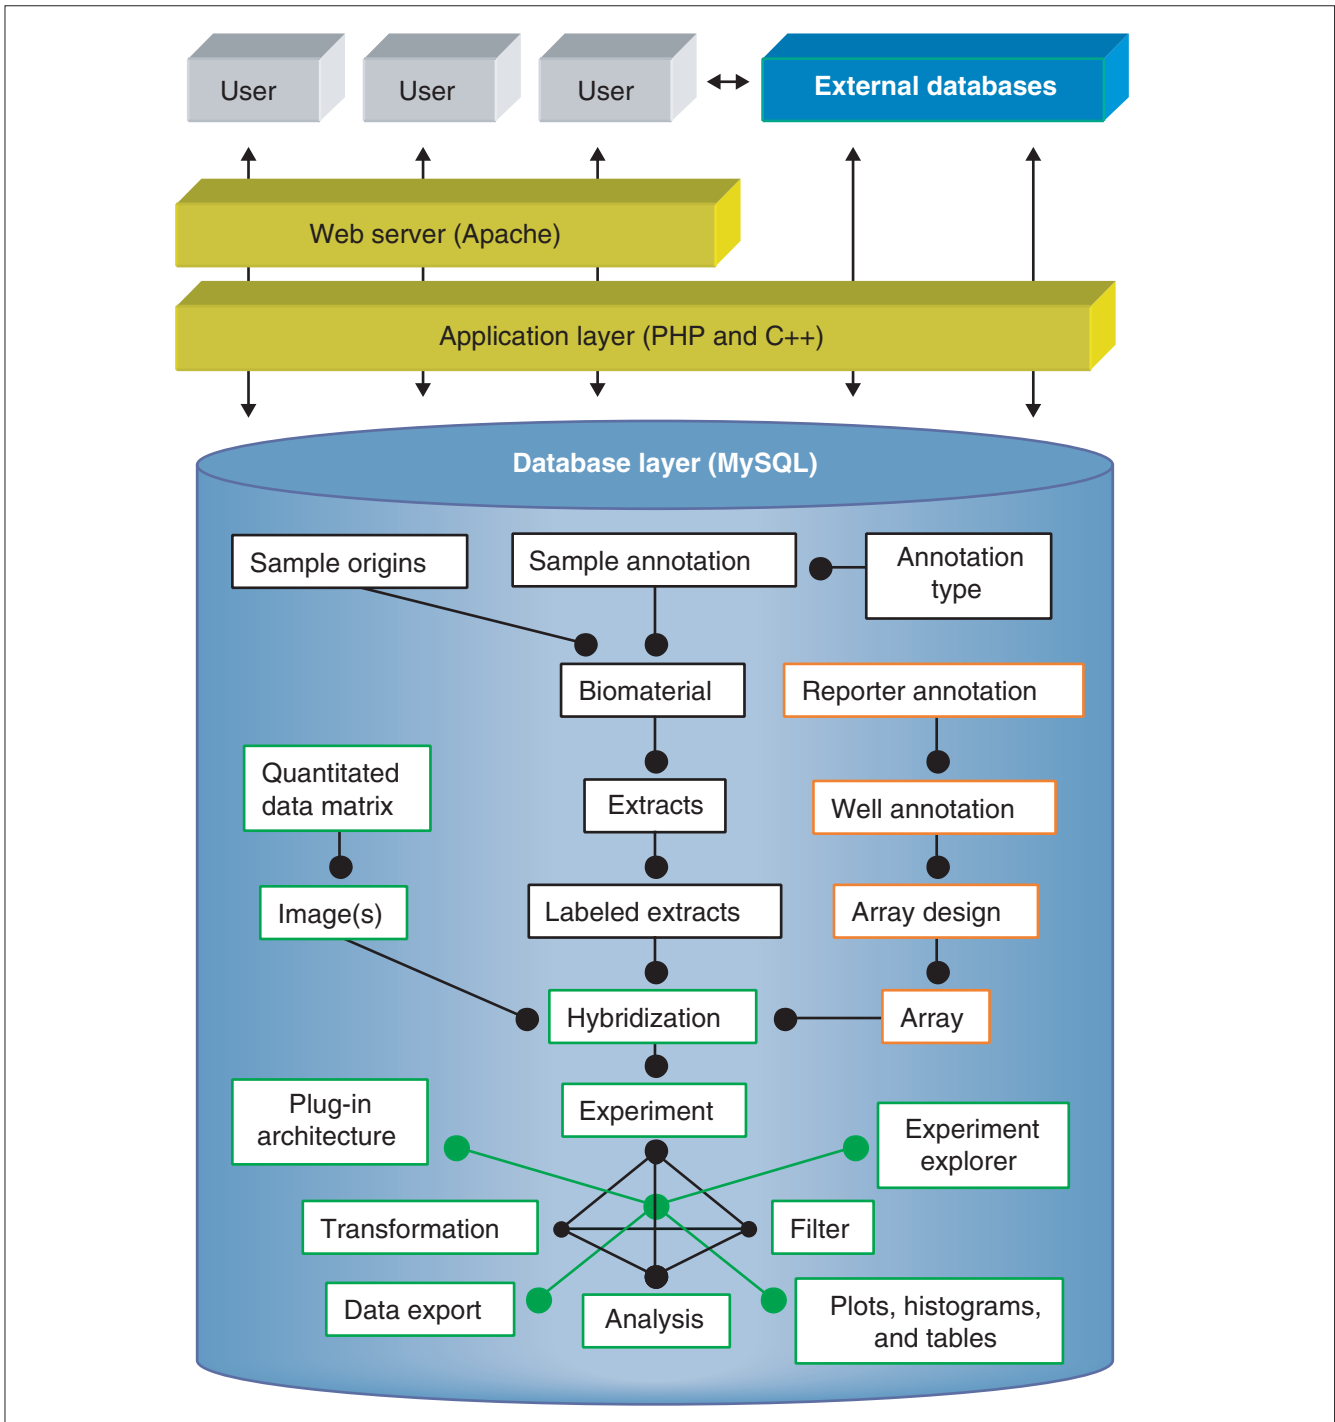 User
User
User
External databases
Web server (Apache)
Application layer (PHP and C++)
Database layer (MySQL)
Sample origins
Sample annotation
Annotation
type
Biomaterial
Reporter annotation
Quantitated
data matrix
Extracts
Well annotation
Image(s)
Labeled extracts
Array design
Hybridization
Array
Plug-in
architecture
Experiment
Experiment
explorer
Transformation
Filter
Data export
Analysis
Plots, histograms,
and tables